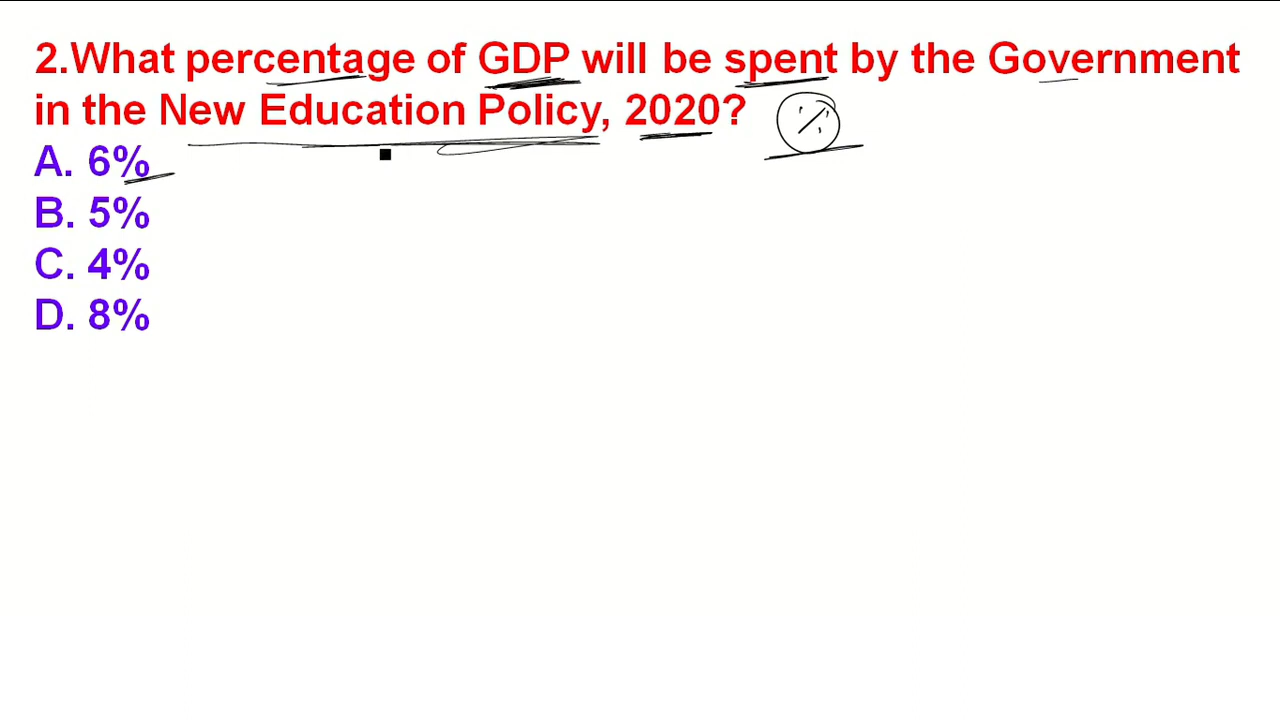 2.What percentage of GDP will be spent by the Government
in the New Education Policy, 2020?
%
A. 6%
B. 5%
C. 4%
D. 8%